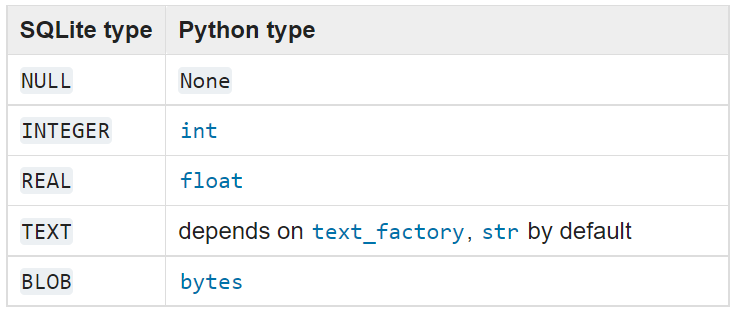 SQLite type Python type
NULL None
INTEGER int
REAL float
TEXT depends on text_factory, str by default
BLOB bytes